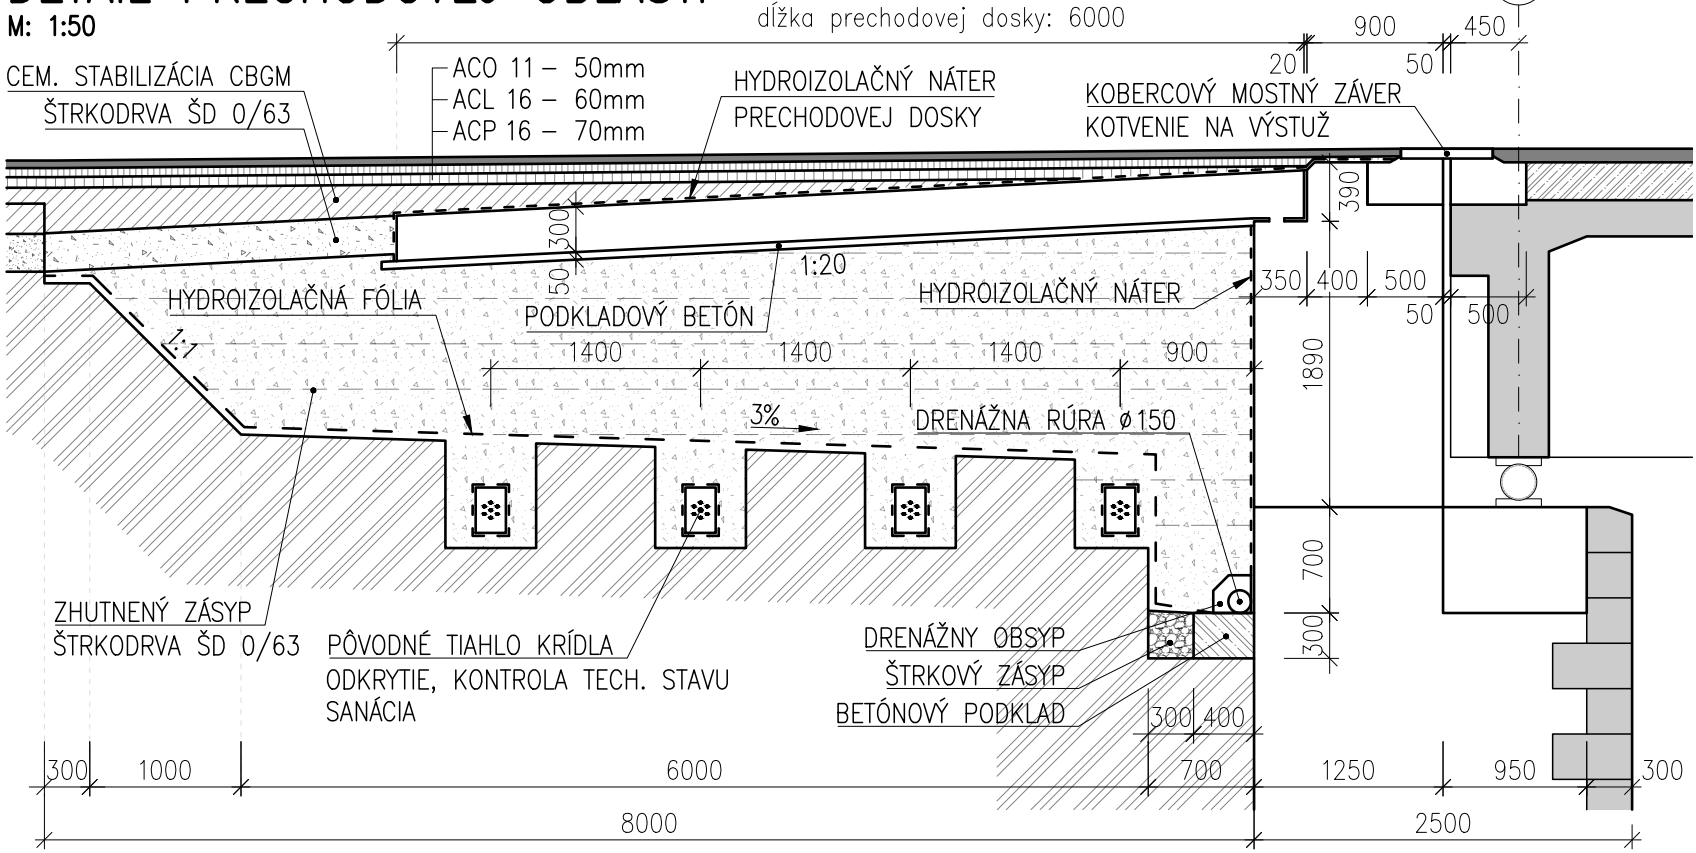 DETAIL PRECHODOVEJ OBLASTI
M: 1:50
dĺžka prechodovej dosky: 6000
900
450
20
50
CEM. STABILIZÁCIA CBGM
ŠTRKODRVA ŠD 0/63
ACO 11 – 50mm
ACL 16 – 60mm
ACP 16 – 70mm
HYDROIZOLAČNÝ NÁTER
PRECHODOVEJ DOSKY
KOBERCOVÝ MOSTNÝ ZÁVER
KOTVENIE NA VÝSTUŽ
390
300
50
1:20
HYDROIZOLAČNÁ FÓLIA
PODKLADOVÝ BETÓN
HYDROIZOLAČNÝ NÁTER
350
400
500
50
500
1:1
1400
1400
1400
900
1890
3%
DRENÁŽNA RÚRA ø150
700
ZHUTNENÝ ZÁSYP
ŠTRKODRVA ŠD 0/63
PÔVODNÉ TIAHLO KRÍDLA
ODKRYTIE, KONTROLA TECH. STAVU
SANÁCIA
DRENÁŽNY OBSYP
ŠTRKOVÝ ZÁSYP
BETÓNOVÝ PODKLAD
300
300
400
300
1000
6000
700
1250
950
300
8000
2500